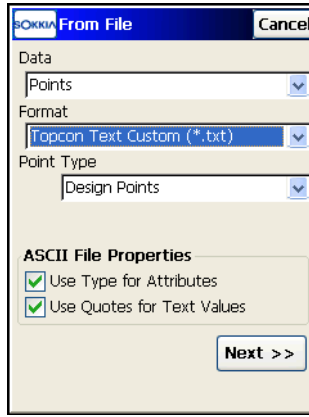 SOKKIA From File Cancel
Data
Points
Format
Topcon Text Custom (*.txt)
Point Type
Design Points
ASCII File Properties
Use Type for Attributes
Use Quotes for Text Values
Next >>